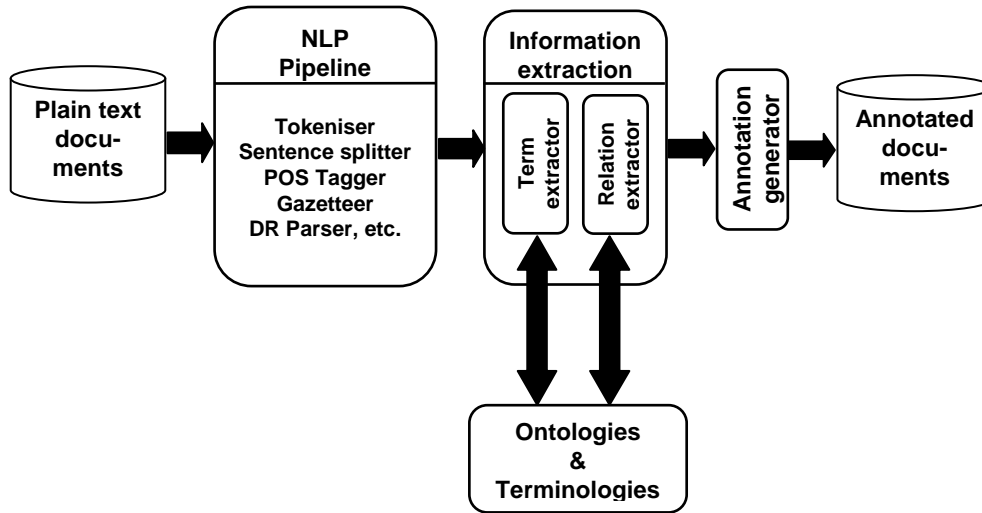 Plain text
docu-
ments
NLP
Pipeline
Tokeniser
Sentence splitter
POS Tagger
Gazetteer
DR Parser, etc.
Information
extraction
Term
extractor
Relation
extractor
Annotation
generator
Annotated
docu-
ments
Ontologies
&
Terminologies